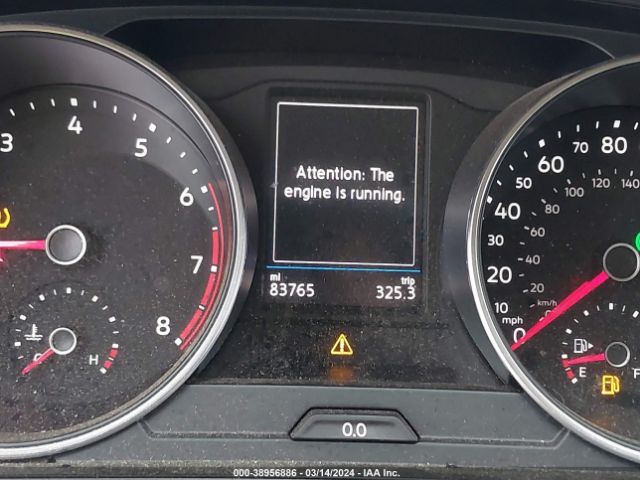 3 4 5 6 7 8
C H
Attention: The
engine is running.
mi trip
83765 325.3
0.0
0 10 20 30 40 50 60 70 80
20 40 60 80 100 120 140
mph km/h
E F
000-38956886 - 03/14/2024 - IAA Inc.